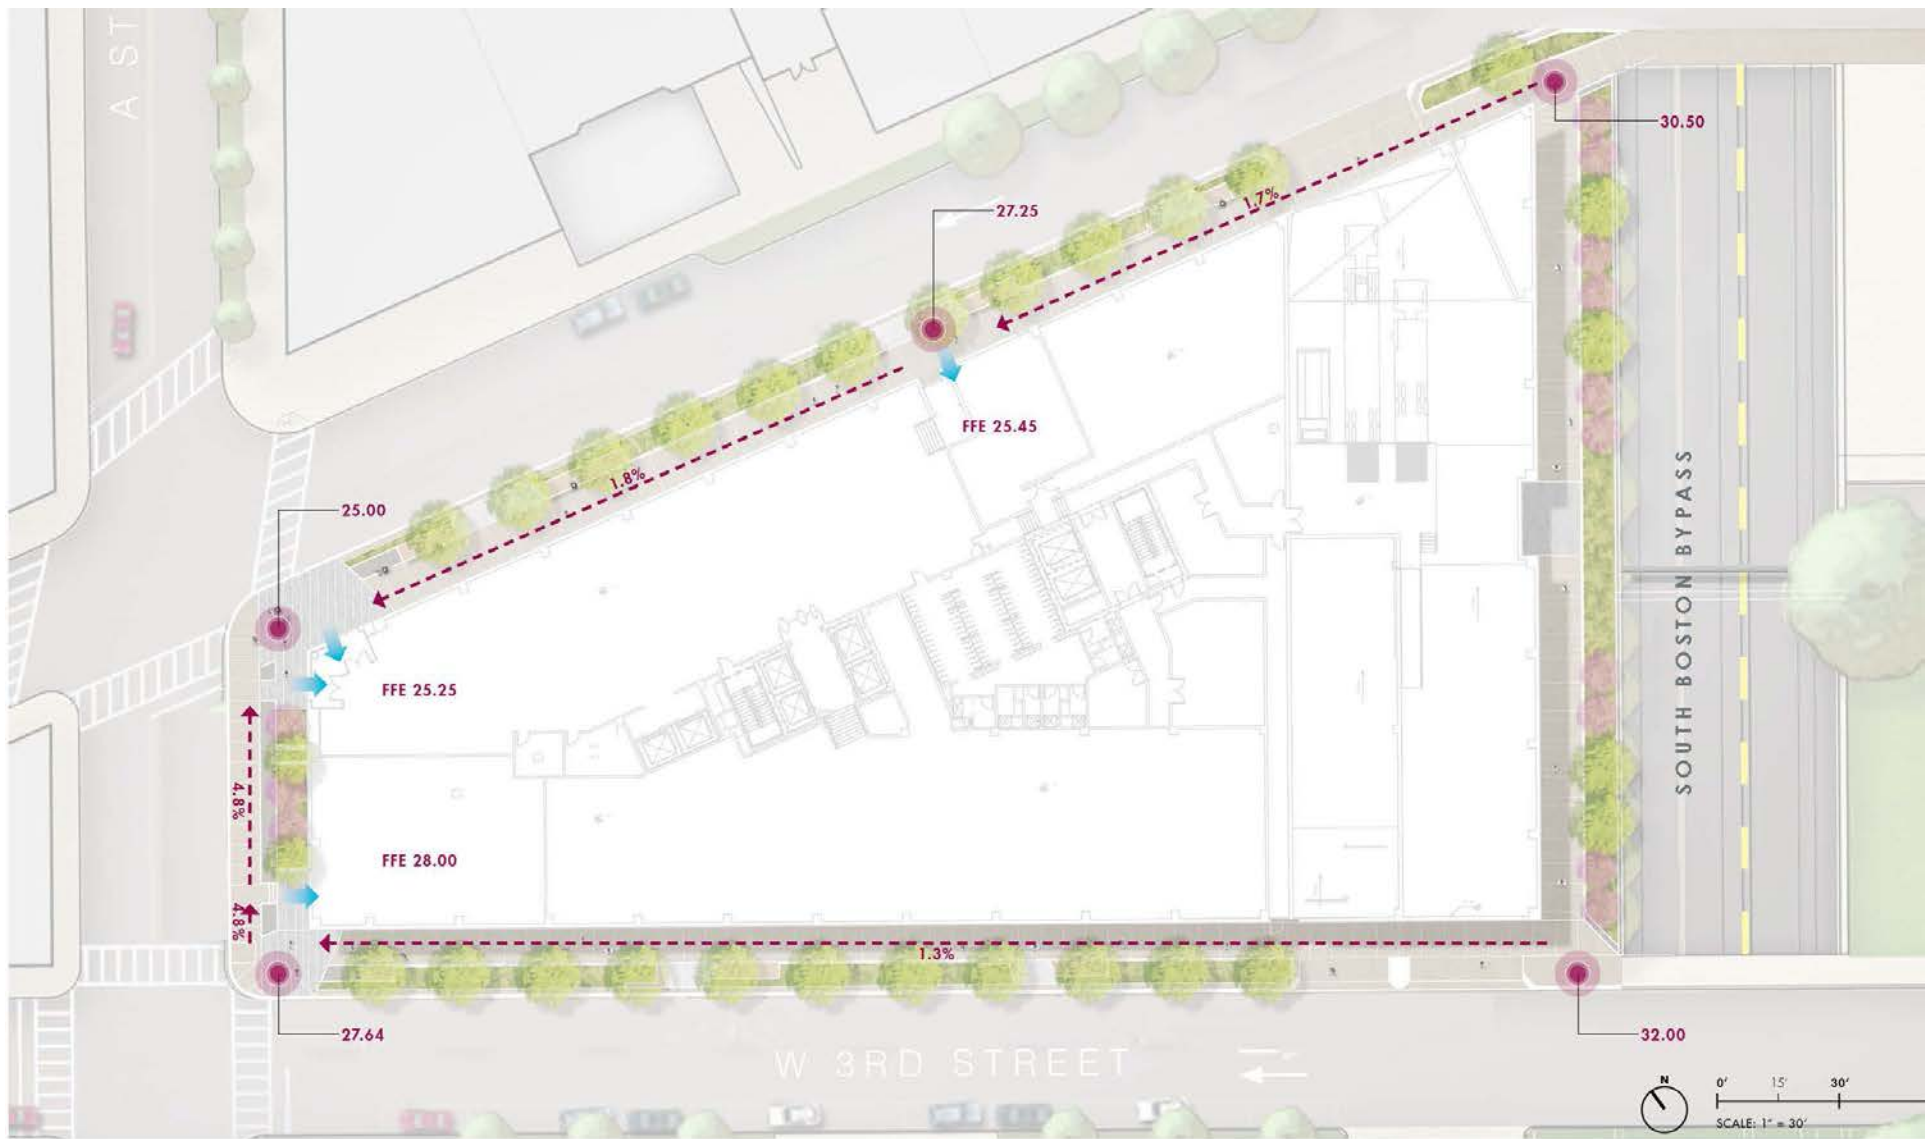 A ST
30.50
27.25
1.7%
FFE 25.45
1.8%
25.00
FFE 25.25
4.8%
FFE 28.00
4.8%
1.3%
27.64
32.00
SOUTH BOSTON BYPASS
W 3RD STREET
N
0' 15' 30'
SCALE: 1" = 30'